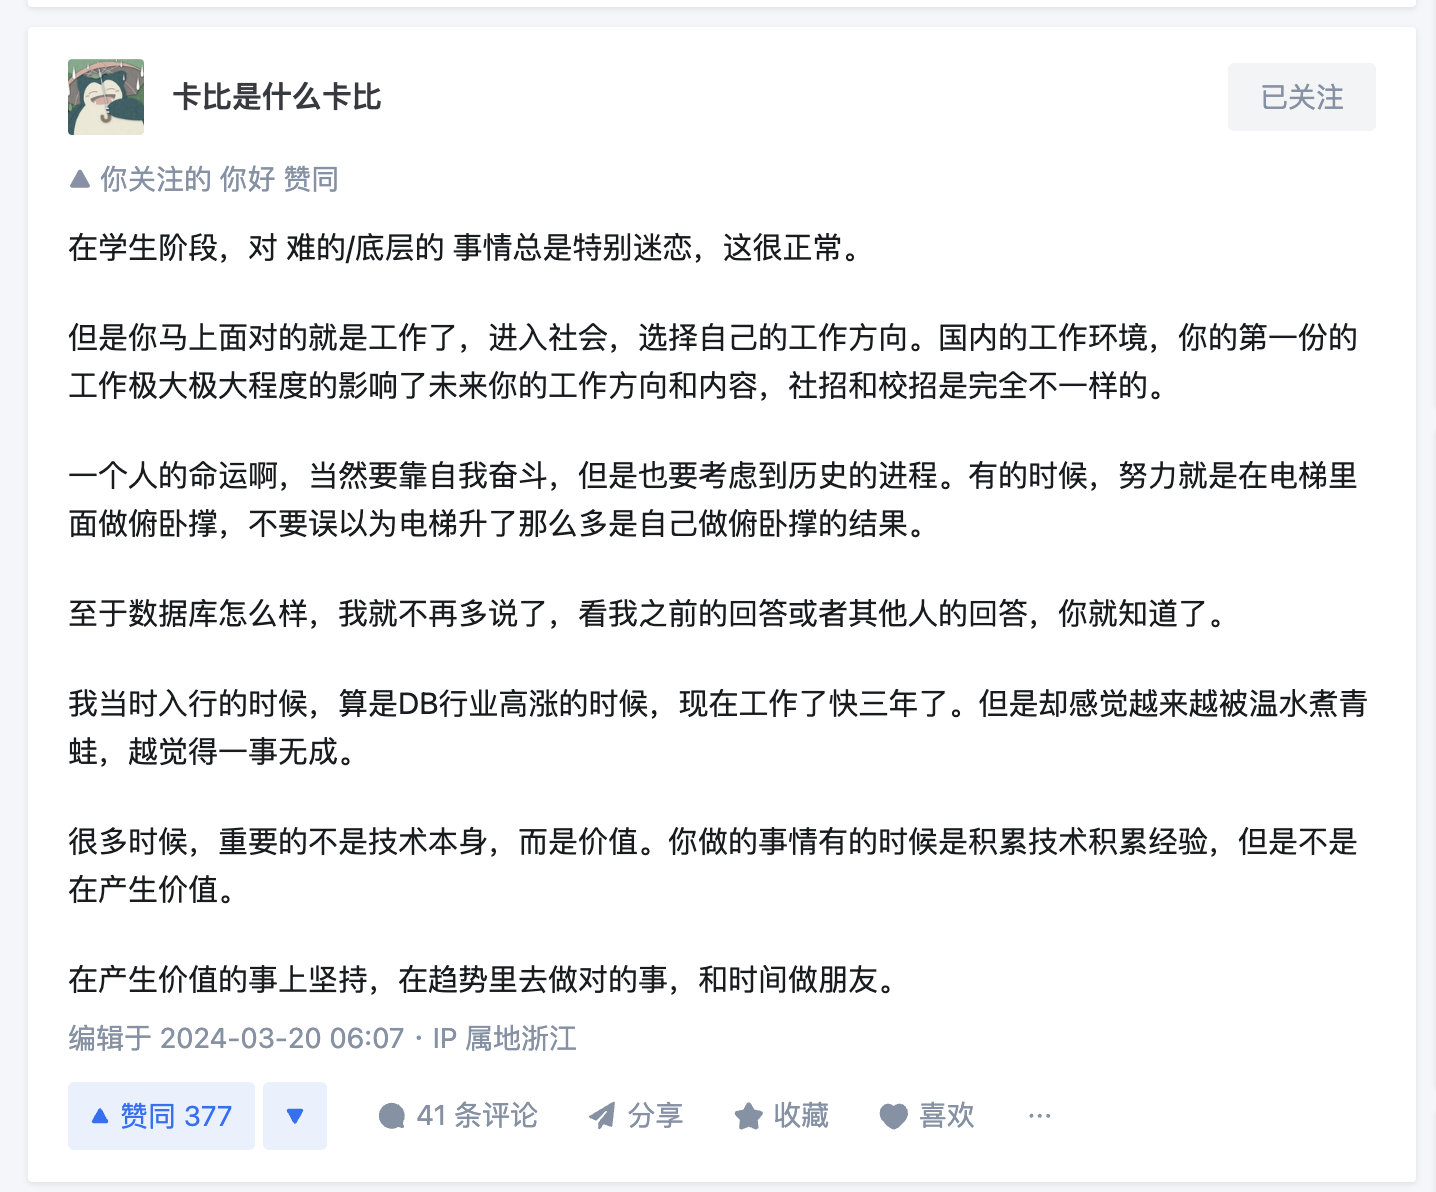 卡比是什么卡比
已关注
▲ 你关注的 你好 赞同
在学生阶段，对 难的/底层的 事情总是特别迷恋，这很正常。
但是你马上面对的就是工作了，进入社会，选择自己的工作方向。国内的工作环境，你的第一份的
工作极大极大程度的影响了未来你的工作方向和内容，社招和校招是完全不一样的。
一个人的命运啊，当然要靠自我奋斗，但是也要考虑到历史的进程。有的时候，努力就是在电梯里
面做俯卧撑，不要误以为电梯升了那么多是自己做俯卧撑的结果。
至于数据库怎么样，我就不再多说了，看我之前的回答或者其他人的回答，你就知道了。
我当时入行的时候，算是DB行业高涨的时候，现在工作了快三年了。但是却感觉越来越被温水煮青
蛙，越觉得一事无成。
很多时候，重要的不是技术本身，而是价值。你做的事情有的时候是积累技术积累经验，但是不是
在产生价值。
在产生价值的事上坚持，在趋势里去做对的事，和时间做朋友。
编辑于 2024-03-20 06:07 · IP 属地浙江
▲ 赞同 377 ▼ 41 条评论 分享 收藏 喜欢 ···